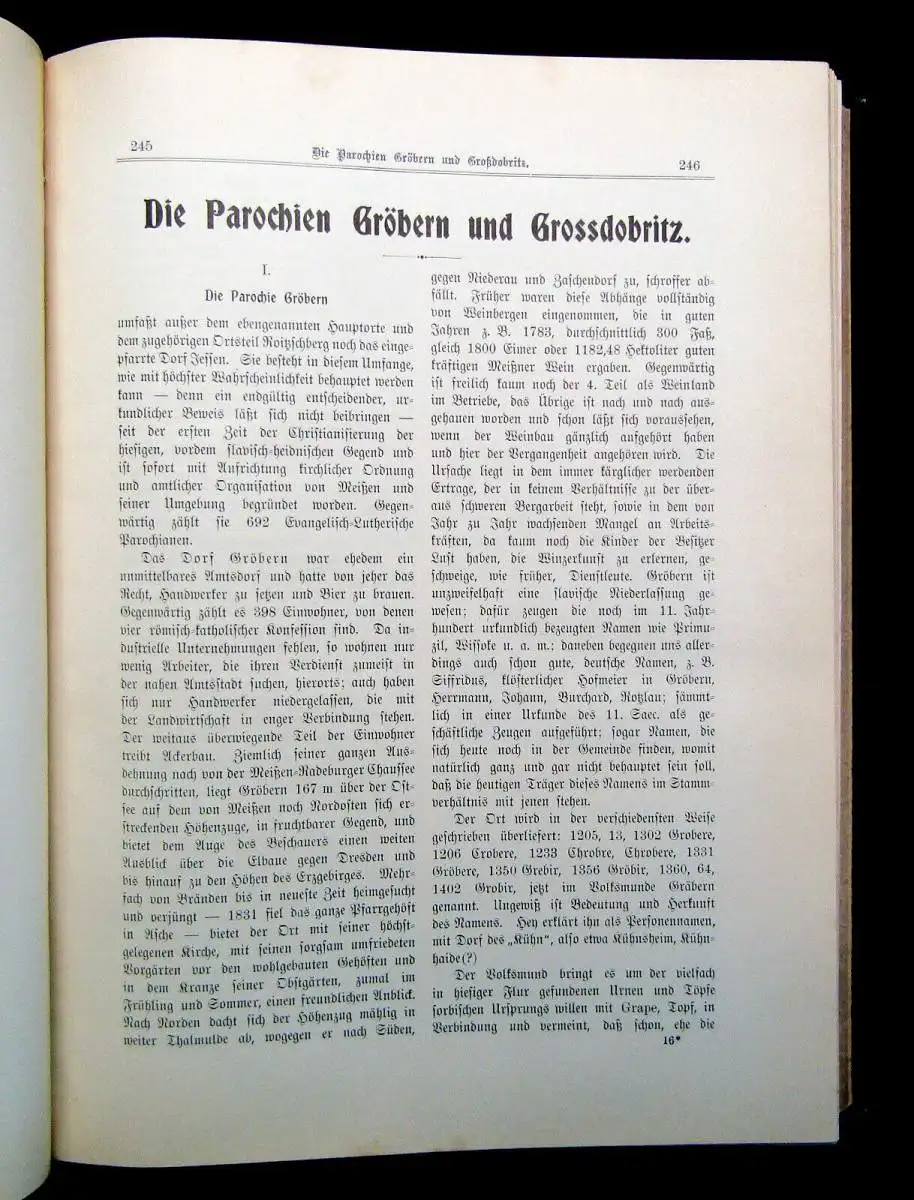 245
Die Parochien Gröbern und Großdobritz.
246
Die Parochien Gröbern und Grossdobritz.
I.
Die Parochie Gröbern
umfaßt außer dem ebengenannten Hauptorte und
dem zugehörigen Ortsteil Roitzschberg noch das einge-
pfarrte Dorf Jessen. Sie besteht in diesem Umfange,
wie mit höchster Wahrscheinlichkeit behauptet werden
kann — denn ein endgültig entscheidender, ur-
kundlicher Beweis läßt sich nicht beibringen —
seit der ersten Zeit der Christianisierung der
hiesigen, vordem slavisch-heidnischen Gegend und
ist sofort mit Aufrichtung kirchlicher Ordnung
und amtlicher Organisation von Meißen und
seiner Umgebung begründet worden. Gegen-
wärtig zählt sie 692 Evangelisch-Lutherische
Parochianen.
Das Dorf Gröbern war ehedem ein
unmittelbares Amtsdorf und hatte von jeher das
Recht, Handwerker zu setzen und Bier zu brauen.
Gegenwärtig zählt es 398 Einwohner, von denen
vier römisch-katholischer Konfession sind. Da in-
dustrielle Unternehmungen fehlen, so wohnen nur
wenig Arbeiter, die ihren Verdienst zumeist in
der nahen Amtsstadt suchen, hierorts; auch haben
sich nur Handwerker niedergelassen, die mit
der Landwirtschaft in enger Verbindung stehen.
Der weitaus überwiegende Teil der Einwohner
treibt Ackerbau. Ziemlich seiner ganzen Aus-
dehnung nach von der Meißen-Radeburger Chaussee
durchschritten, liegt Gröbern 167 m über der Ost-
see auf dem von Meißen noch Nordosten sich er-
streckenden Höhenzuge, in fruchtbarer Gegend, und
bietet dem Auge des Beschauers einen weiten
Ausblick über die Elbaue gegen Dresden und
bis hinauf zu den Höhen des Erzgebirges. Mehr-
fach von Bränden bis in neueste Zeit heimgesucht
und verjüngt — 1831 fiel das ganze Pfarrgehöft
in Asche — bietet der Ort mit seiner höchst-
gelegenen Kirche, mit seinen sorgsam umfriedeten
Vorgärten vor den wohlgebauten Gehöften und
in dem Kranze seiner Obstgärten, zumal im
Frühling und Sommer, einen freundlichen Anblick.
Nach Norden dacht sich der Höhenzug mählig in
weiter Thalmulde ab, wogegen er nach Süden,
gegen Niederau und Zaschendorf zu, schroffer ab-
fällt. Früher waren diese Abhänge vollständig
von Weinbergen eingenommen, die in guten
Jahren z. B. 1783, durchschnittlich 300 Faß,
gleich 1800 Eimer oder 1182,48 Hektoliter guten
kräftigen Meißner Wein ergaben. Gegenwärtig
ist freilich kaum noch der 4. Teil als Weinland
im Betriebe, das Übrige ist nach und nach aus-
gehauen worden und schon läßt sich voraussehen,
wenn der Weinbau gänzlich aufgehört haben
und hier der Vergangenheit angehören wird. Die
Ursache liegt in dem immer kärglicher werdenden
Ertrage, der in keinem Verhältnisse zu der über-
aus schweren Bergarbeit steht, sowie in dem von
Jahr zu Jahr wachsenden Mangel an Arbeits-
kräften, da kaum noch die Kinder der Besitzer
Lust haben, die Winzerkunst zu erlernen, ge-
schweige, wie früher, Dienstleute. Gröbern ist
unzweifelhaft eine slavische Niederlassung ge-
wesen; dafür zeugen die noch im 11. Jahr-
hundert urkundlich bezeugten Namen wie Primu-
zil, Wissoke u. a. m.; daneben begegnen uns aller-
dings auch schon gute, deutsche Namen, z. B.
Siffridus, klösterlicher Hofmeier in Gröbern,
Herrmann, Johann, Burchard, Rotzlau; sämmt-
lich in einer Urkunde des 11. Saec. als ge-
schäftliche Zeugen aufgeführt; sogar Namen, die
sich heute noch in der Gemeinde finden, womit
natürlich ganz und gar nicht behauptet sein soll,
daß die heutigen Träger dieses Namens im Stamm-
verhältnis mit jenen stehen.
Der Ort wird in der verschiedensten Weise
geschrieben überliefert: 1205, 13, 1302 Grobere,
1206 Crobere, 1233 Chrobre, Chrobere, 1331
Gröbere, 1350 Grebir, 1356 Gröbir, 1360, 64,
1402 Grobir, jetzt im Volksmunde Gräbern
genannt. Ungewiß ist Bedeutung und Herkunft
des Namens. Hey erklärt ihn als Personennamen,
mit Dorf des „Kühn“, also etwa Kühnsheim, Kühn-
haide(?)
Der Volksmund bringt es um der vielfach
in hiesiger Flur gefundenen Urnen und Töpfe
sorbischen Ursprungs willen mit Grape, Topf, in
Verbindung und vermeint, daß schon, ehe die
16*